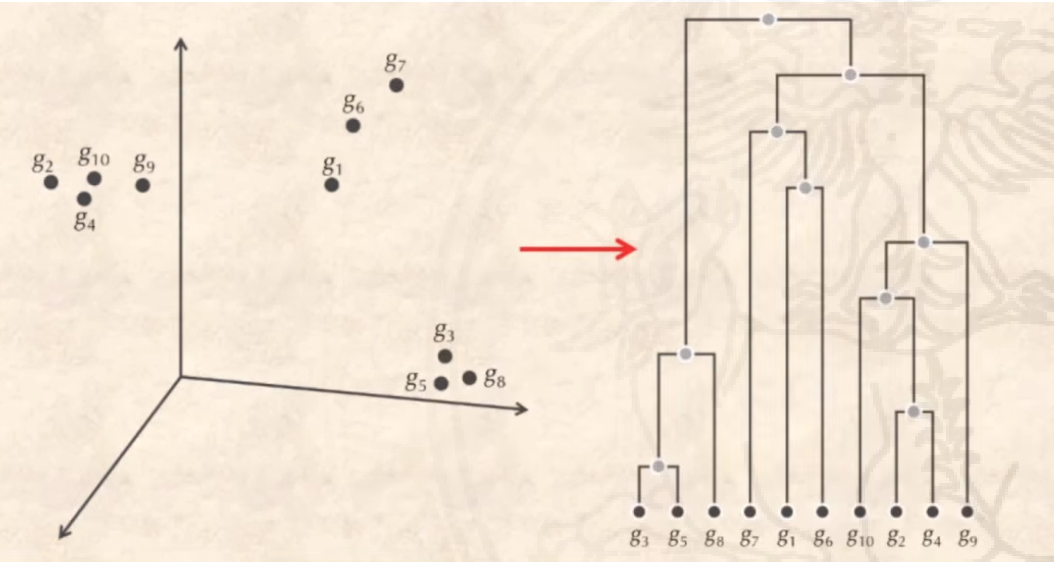 g₇
g₆
g₂ g₁₀ g₉ g₁
g₄
g₃
g₅ g₈
g₃ g₅ g₈ g₇ g₁ g₆ g₁₀ g₂ g₄ g₉